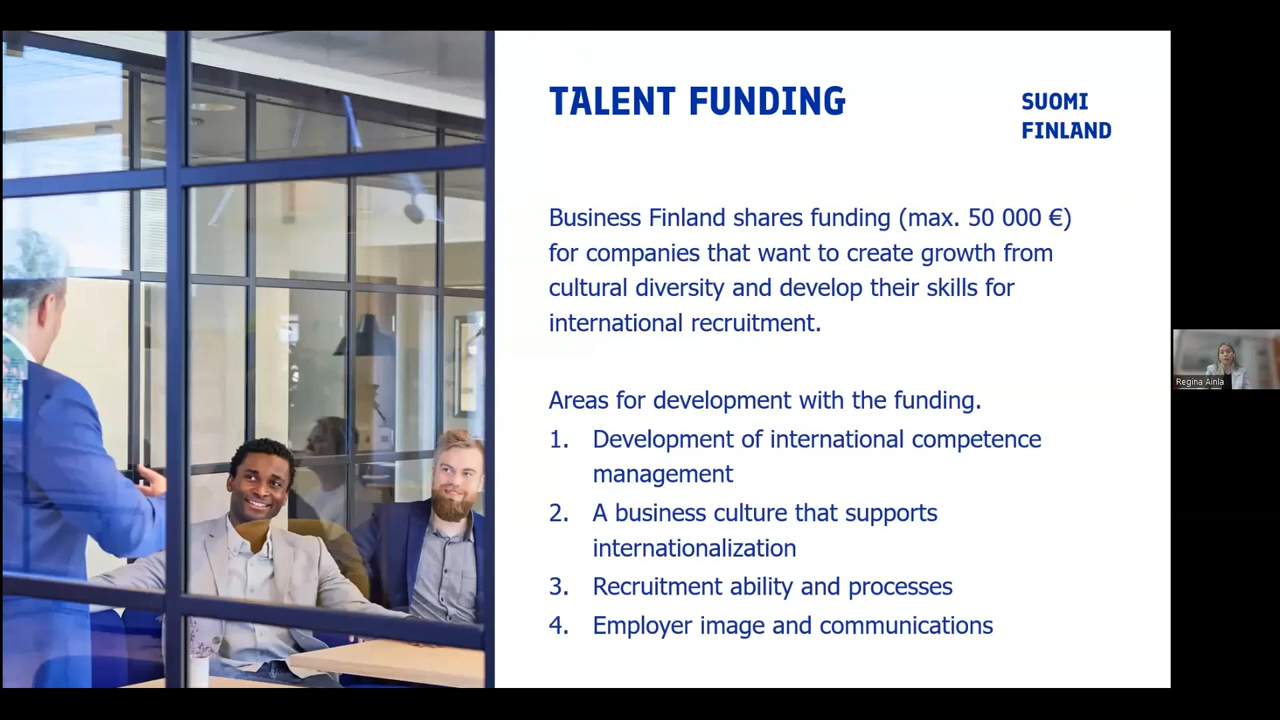 TALENT FUNDING
SUOMI
FINLAND
Business Finland shares funding (max. 50 000 €)
for companies that want to create growth from
cultural diversity and develop their skills for
international recruitment.
Areas for development with the funding.
1. Development of international competence
management
2. A business culture that supports
internationalization
3. Recruitment ability and processes
4. Employer image and communications
Regina Ainla